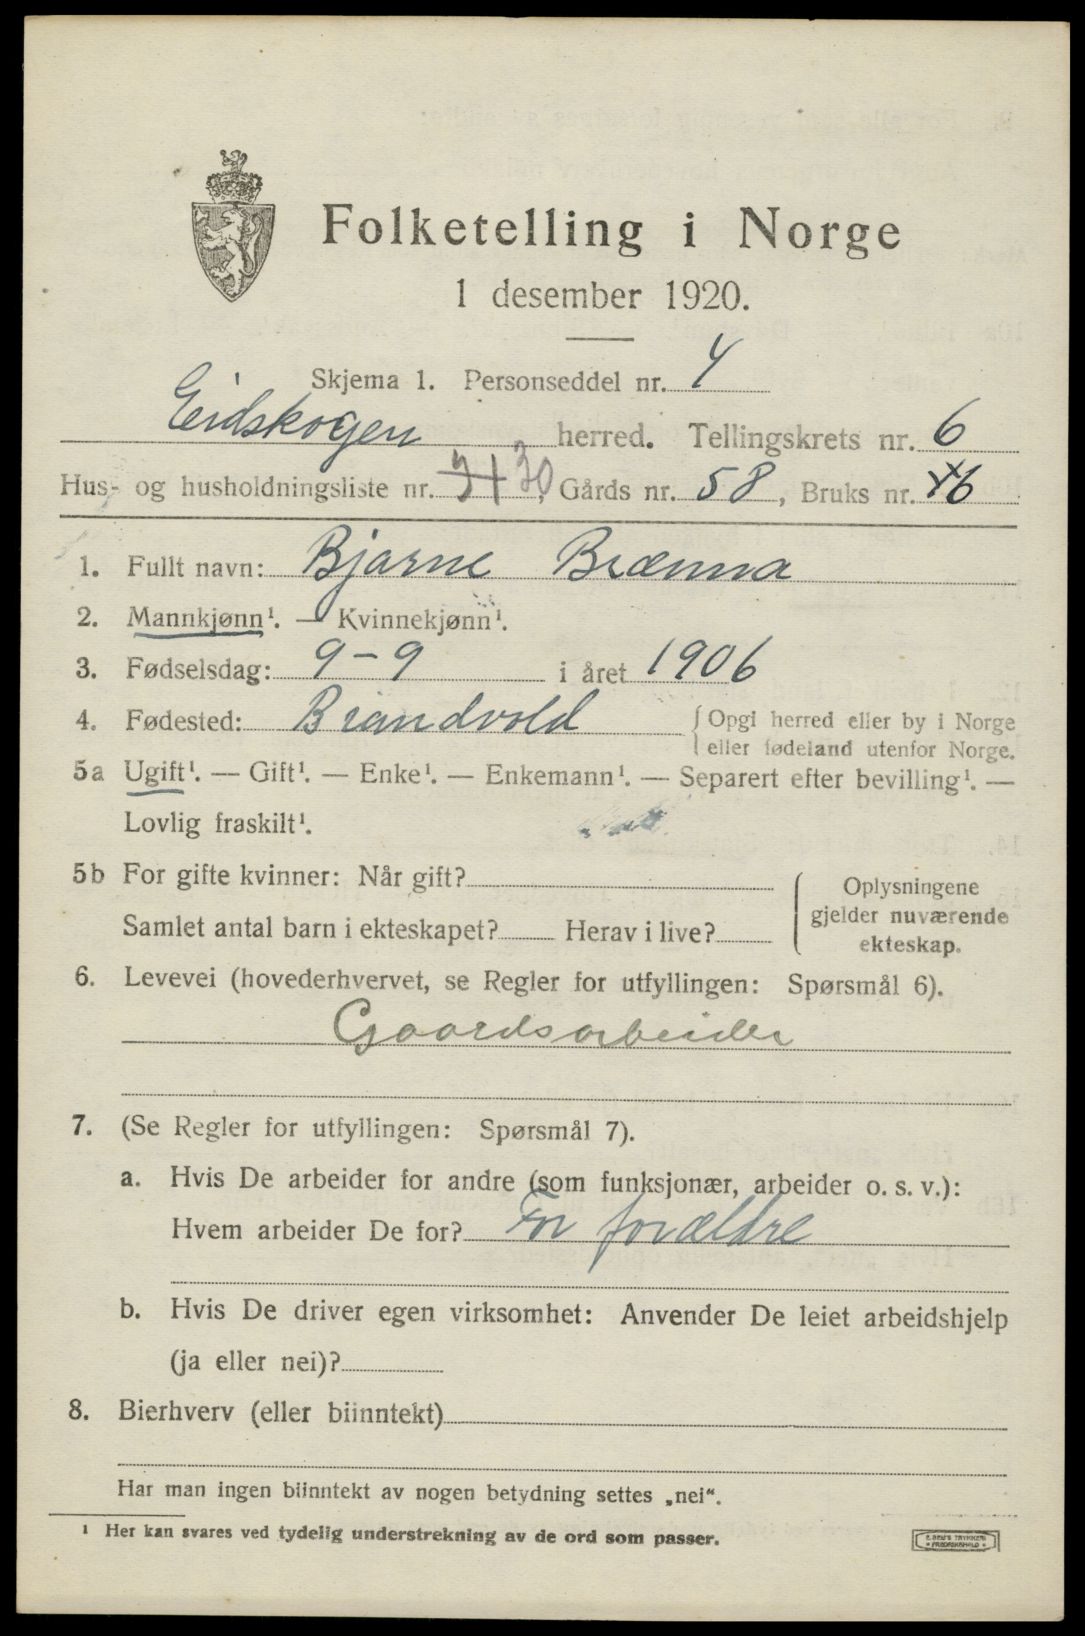 Folketelling i Norge
1 desember 1920.
Skjema 1. Personseddel nr. 4
Eidskogen herred. Tellingskrets nr. 6
Hus- og husholdningsliste nr. 30, Gårds nr. 58, Bruks nr. 6
1. Fullt navn: Bjarne Brænna
2. Mannkjønn¹. — Kvinnekjønn¹.
3. Fødselsdag: 9-9 i året 1906
4. Fødested: Brandvold {Opgi herred eller by i Norge
eller fødeland utenfor Norge.
5a Ugift¹. — Gift¹. — Enke¹. — Enkemann¹. — Separert efter bevilling¹. —
Lovlig fraskilt¹.
5b For gifte kvinner: Når gift?
Samlet antal barn i ekteskapet? Herav i live?
{Oplysningene
gjelder nuværende
ekteskap.
6. Levevei (hovederhvervet, se Regler for utfyllingen: Spørsmål 6).
Gaardsarbeider
7. (Se Regler for utfyllingen: Spørsmål 7).
a. Hvis De arbeider for andre (som funksjonær, arbeider o. s. v.):
Hvem arbeider De for? For forældre
b. Hvis De driver egen virksomhet: Anvender De leiet arbeidshjelp
(ja eller nei)?
8. Bierhverv (eller biinntekt)
Har man ingen biinntekt av nogen betydning settes „nei“.
¹ Her kan svares ved tydelig understrekning av de ord som passer.